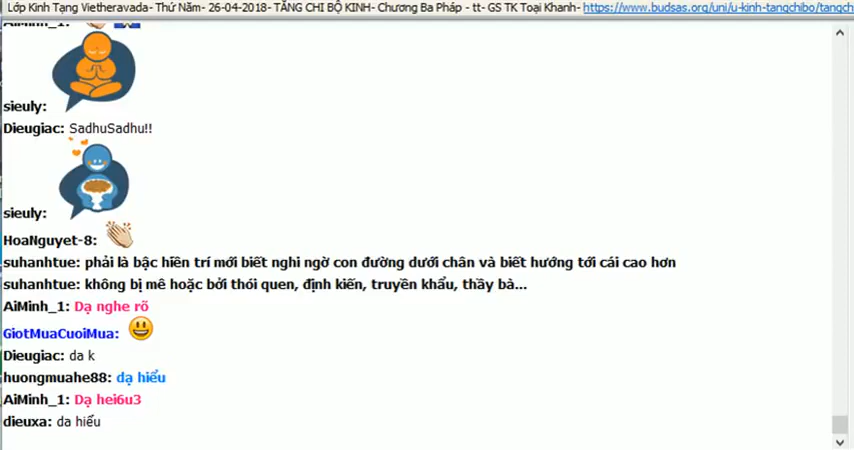 Lớp Kinh Tạng Vietheravada- Thứ Năm- 26-04-2018- TĂNG CHI BỘ KINH- Chương Ba Pháp - tt- GS TK Toại Khanh- https://www.budsas.org/uni/u-kinh-tangchibo/tangch
AiMinh_1:
sieuly:
Dieugiac: SadhuSadhu!!
sieuly:
HoaNguyet-8:
suhanhtue: phải là bậc hiền trí mới biết nghi ngờ con đường dưới chân và biết hướng tới cái cao hơn
suhanhtue: không bị mê hoặc bởi thói quen, định kiến, truyền khẩu, thầy bà...
AiMinh_1: Dạ nghe rõ
GiotMuaCuoiMua:
Dieugiac: da k
huongmuahe88: dạ hiểu
AiMinh_1: Dạ hei6u3
dieuxa: da hiểu